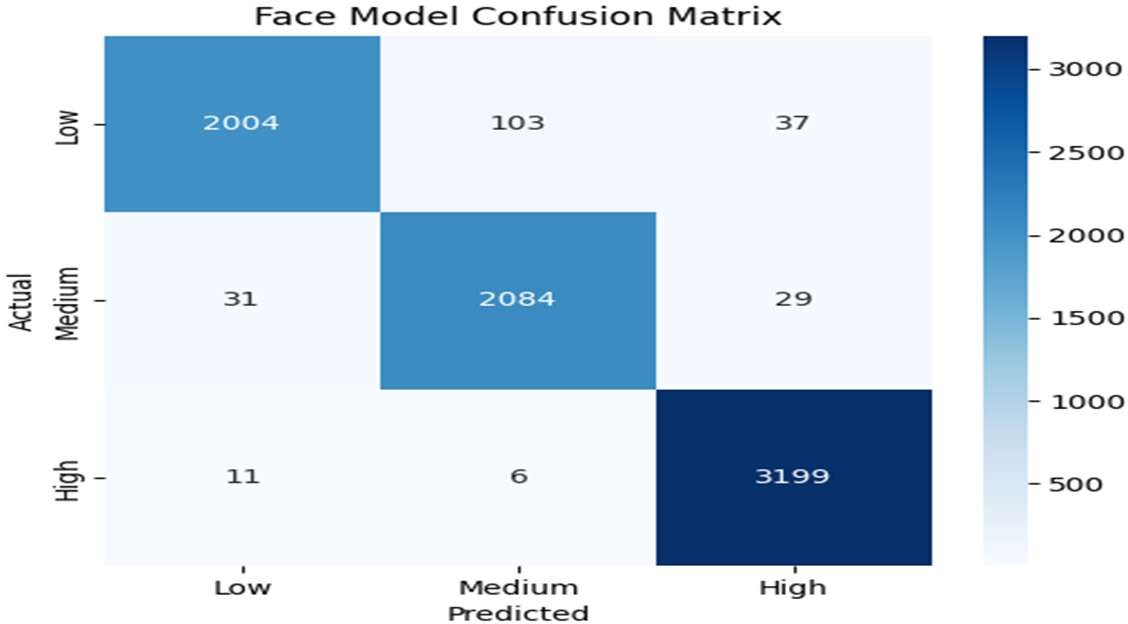 Face Model Confusion Matrix
Low
2004 103 37
3000
2500
2000
Actual
Medium
31 2084 29
1500
1000
High
11 6 3199
500
Low Medium High
Predicted